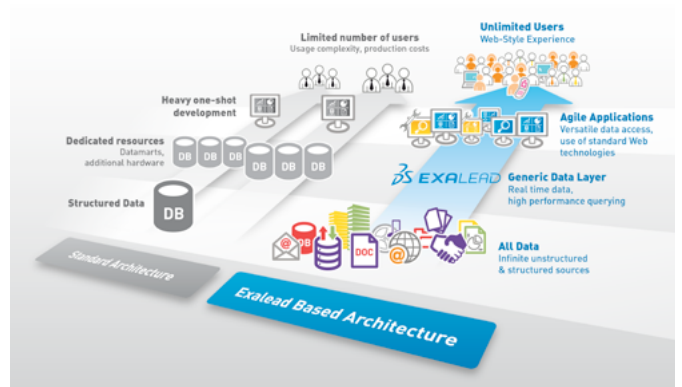 Limited number of users
Usage complexity, production costs
Unlimited Users
Web-Style Experience
Heavy one-shot
development
Agile Applications
Versatile data access,
use of standard Web
technologies
Dedicated resources
Datamarts,
additional hardware
DB DB DB
DB DB DB
3S EXALEAD
Generic Data Layer
Real time data,
high performance querying
Structured Data
DB
DB
@
DOC
@
All Data
Infinite unstructured
& structured sources
Standard Architecture
Exalead Based Architecture